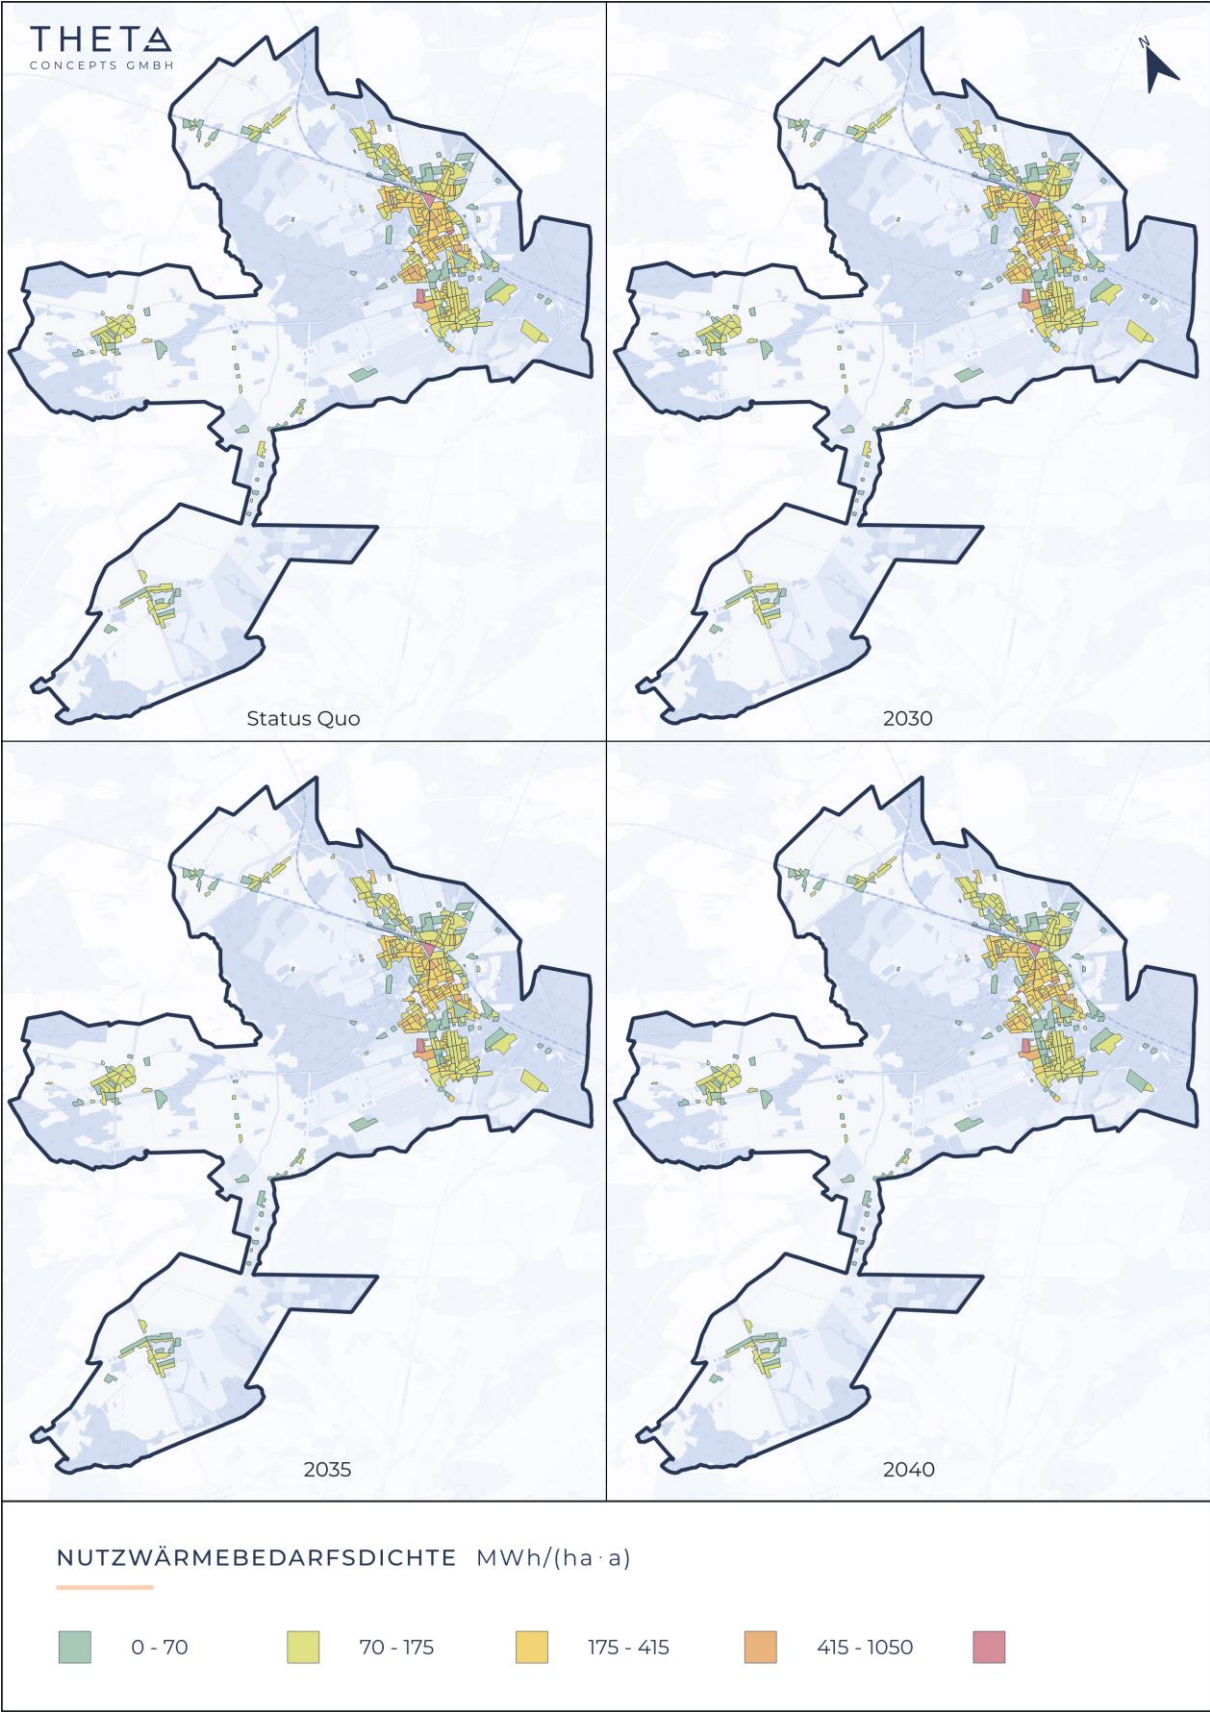 THETA
CONCEPTS GMBH
N
Status Quo
2030
2035
2040
NUTZWÄRMEBEDARFSDICHTE MWh/(ha·a)
0 - 70
70 - 175
175 - 415
415 - 1050